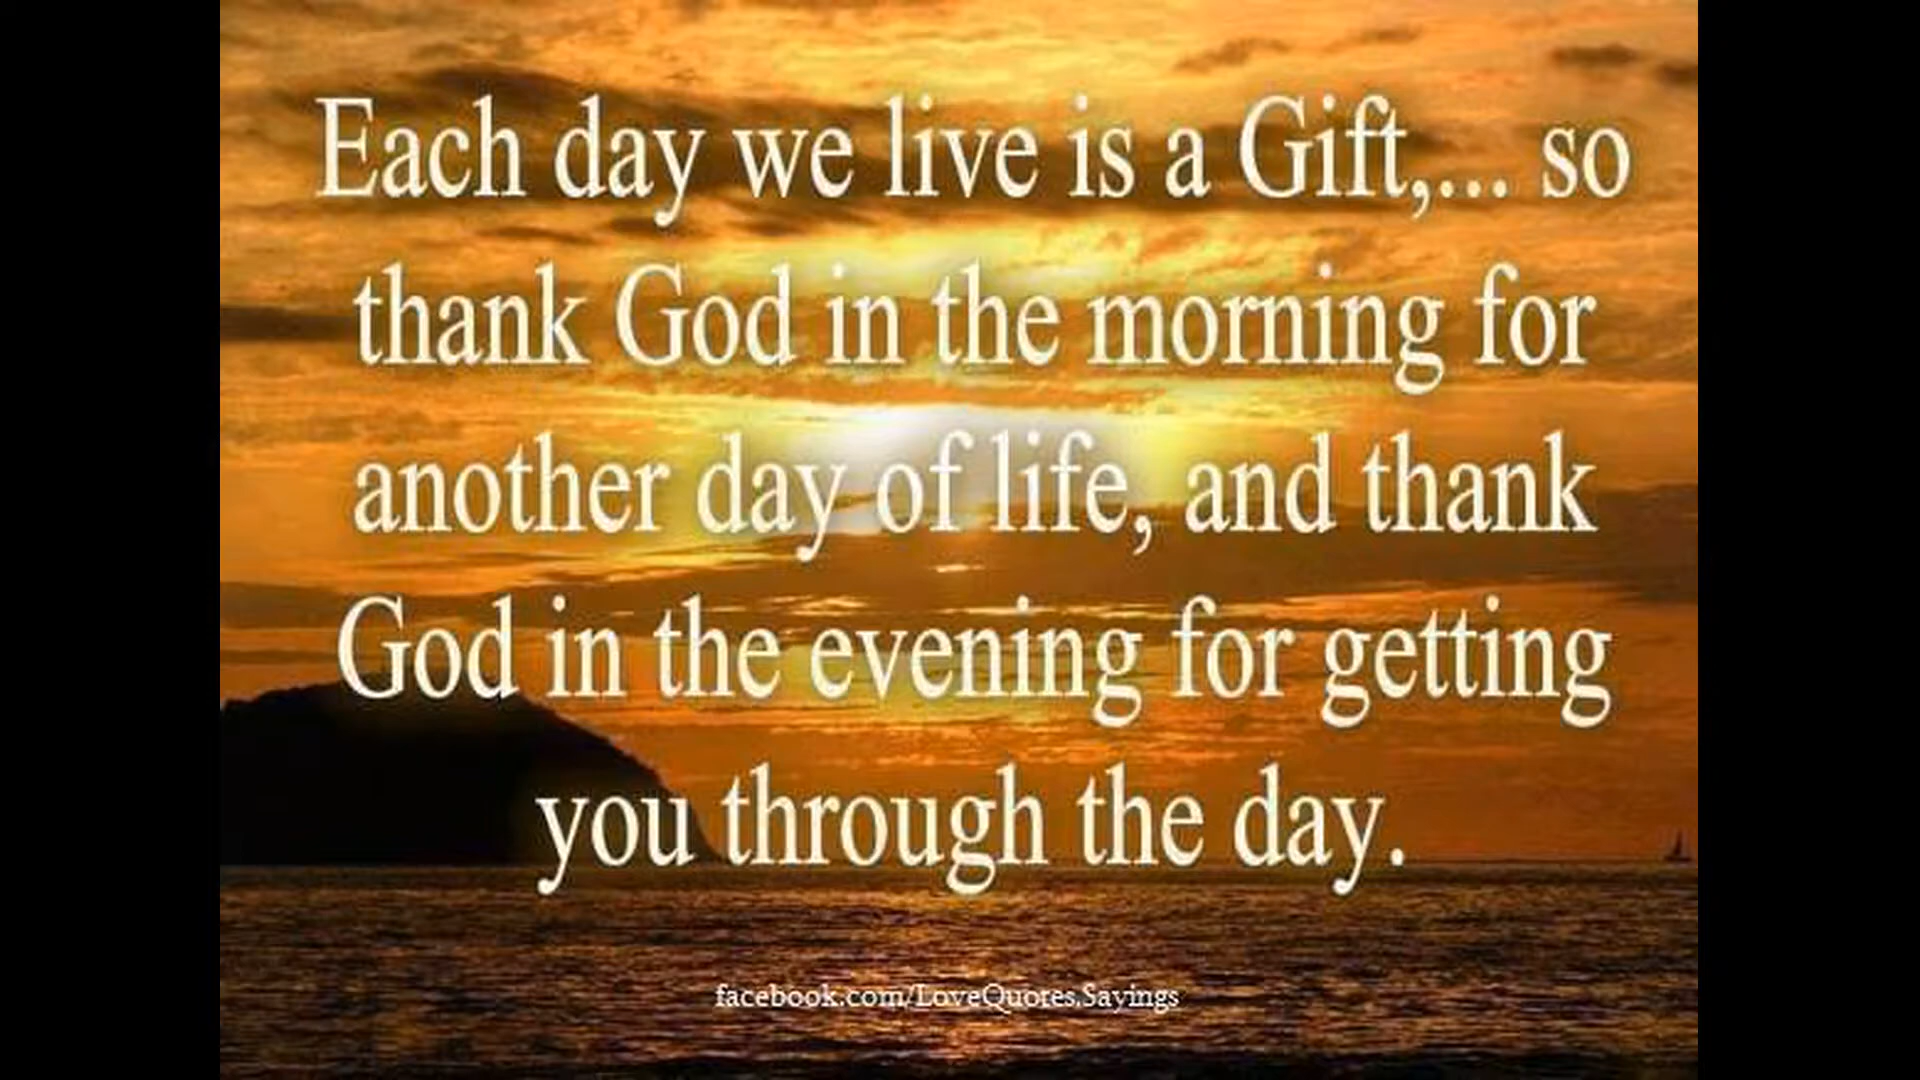 Each day we live is a Gift,... so
thank God in the morning for
another day of life, and thank
God in the evening for getting
you through the day.
facebook.com/LoveQuotes.Sayings